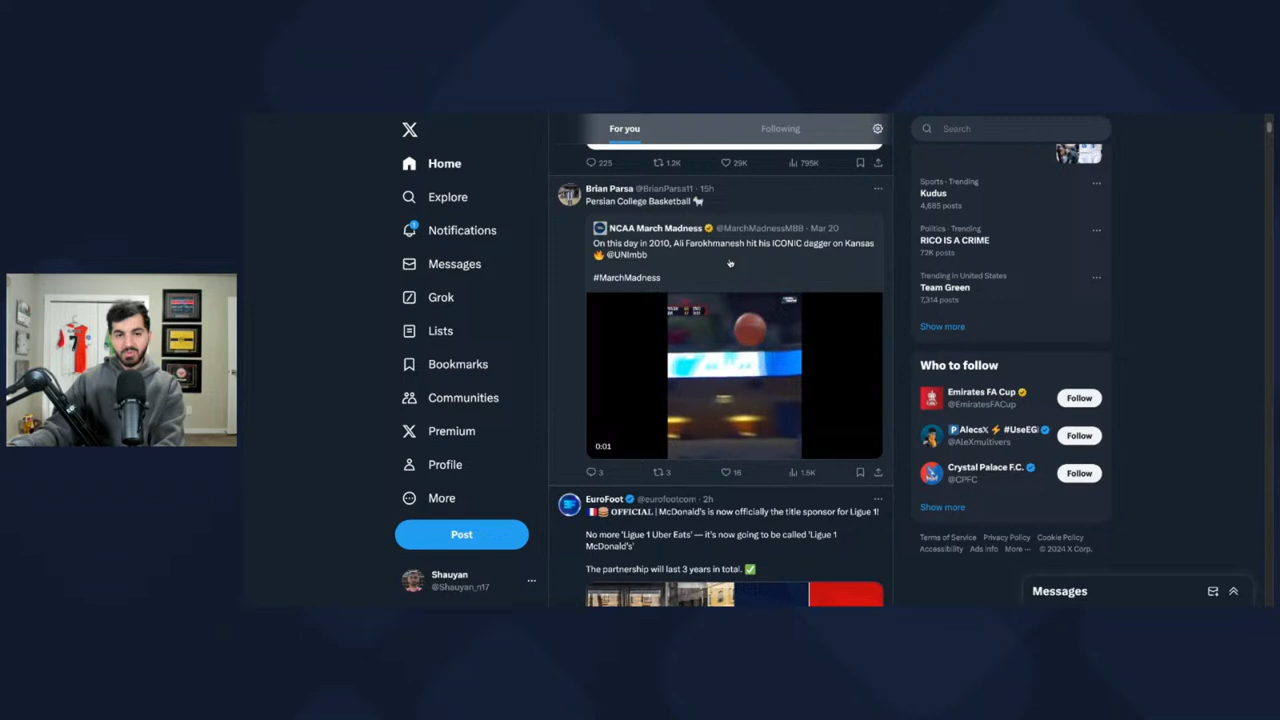 Home
Explore
Notifications
Messages
Grok
Lists
Bookmarks
Communities
Premium
Profile
More
Post
Shauyan
@Shauyan_n17
For you
Following
225
1.2K
29K
795K
Brian Parsa @BrianParsa11 · 15h
Persian College Basketball 🐐
NCAA March Madness @MarchMadnessMBB · Mar 20
On this day in 2010, Ali Farokhmanesh hit his ICONIC dagger on Kansas
🔥 @UNImbb
#MarchMadness
0:01
3
3
16
1.5K
EuroFoot @eurofootcom · 2h
🇫🇷🍔 𝐎𝐅𝐅𝐈𝐂𝐈𝐀𝐋 | McDonald's is now officially the title sponsor for Ligue 1!
No more 'Ligue 1 Uber Eats' — it's now going to be called 'Ligue 1
McDonald's'
The partnership will last 3 years in total. ✅
Search
Sports · Trending
Kudus
4,685 posts
Politics · Trending
RICO IS A CRIME
72K posts
Trending in United States
Team Green
7,314 posts
Show more
Who to follow
Emirates FA Cup
@EmiratesFACup
Follow
AlecsX ⚡ #UseEG
@AleXmultivers
Follow
Crystal Palace F.C.
@CPFC
Follow
Show more
Terms of Service Privacy Policy Cookie Policy
Accessibility Ads info More ··· © 2024 X Corp.
Messages